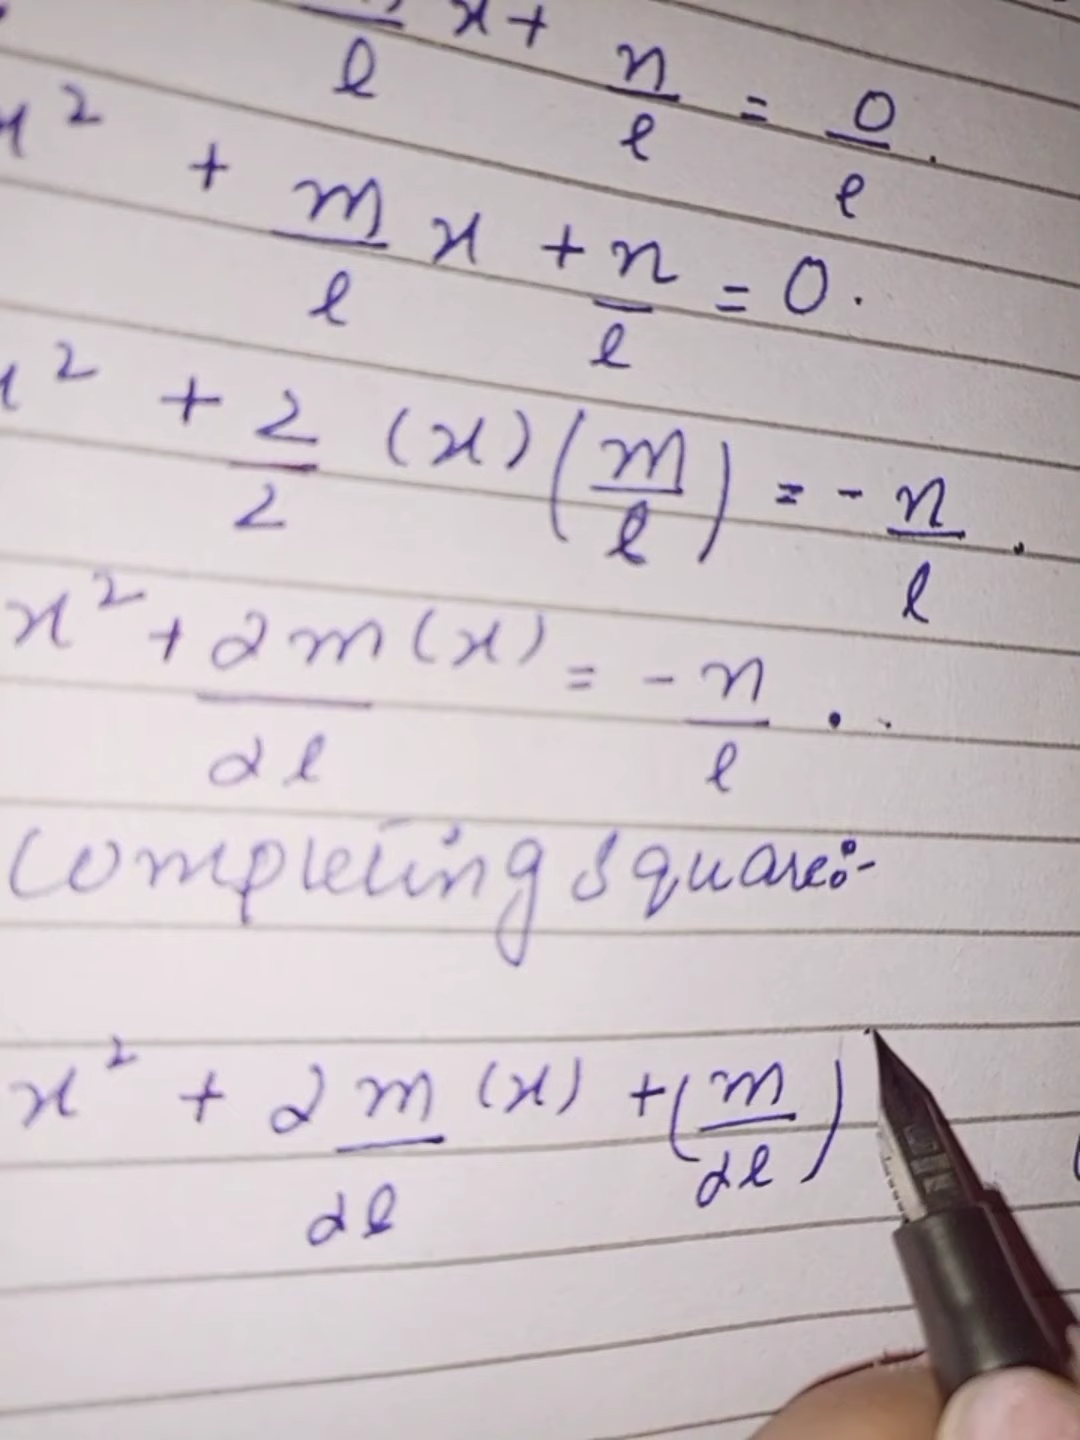 x + n/l = 0/l.
x² + m/l x + n/l = 0.
x² + 2/2 (x) (m/l) = - n/l.
x² + 2m(x)/2l = - n/l.
Completing Square:-
x² + 2m/2l (x) + (m/2l)